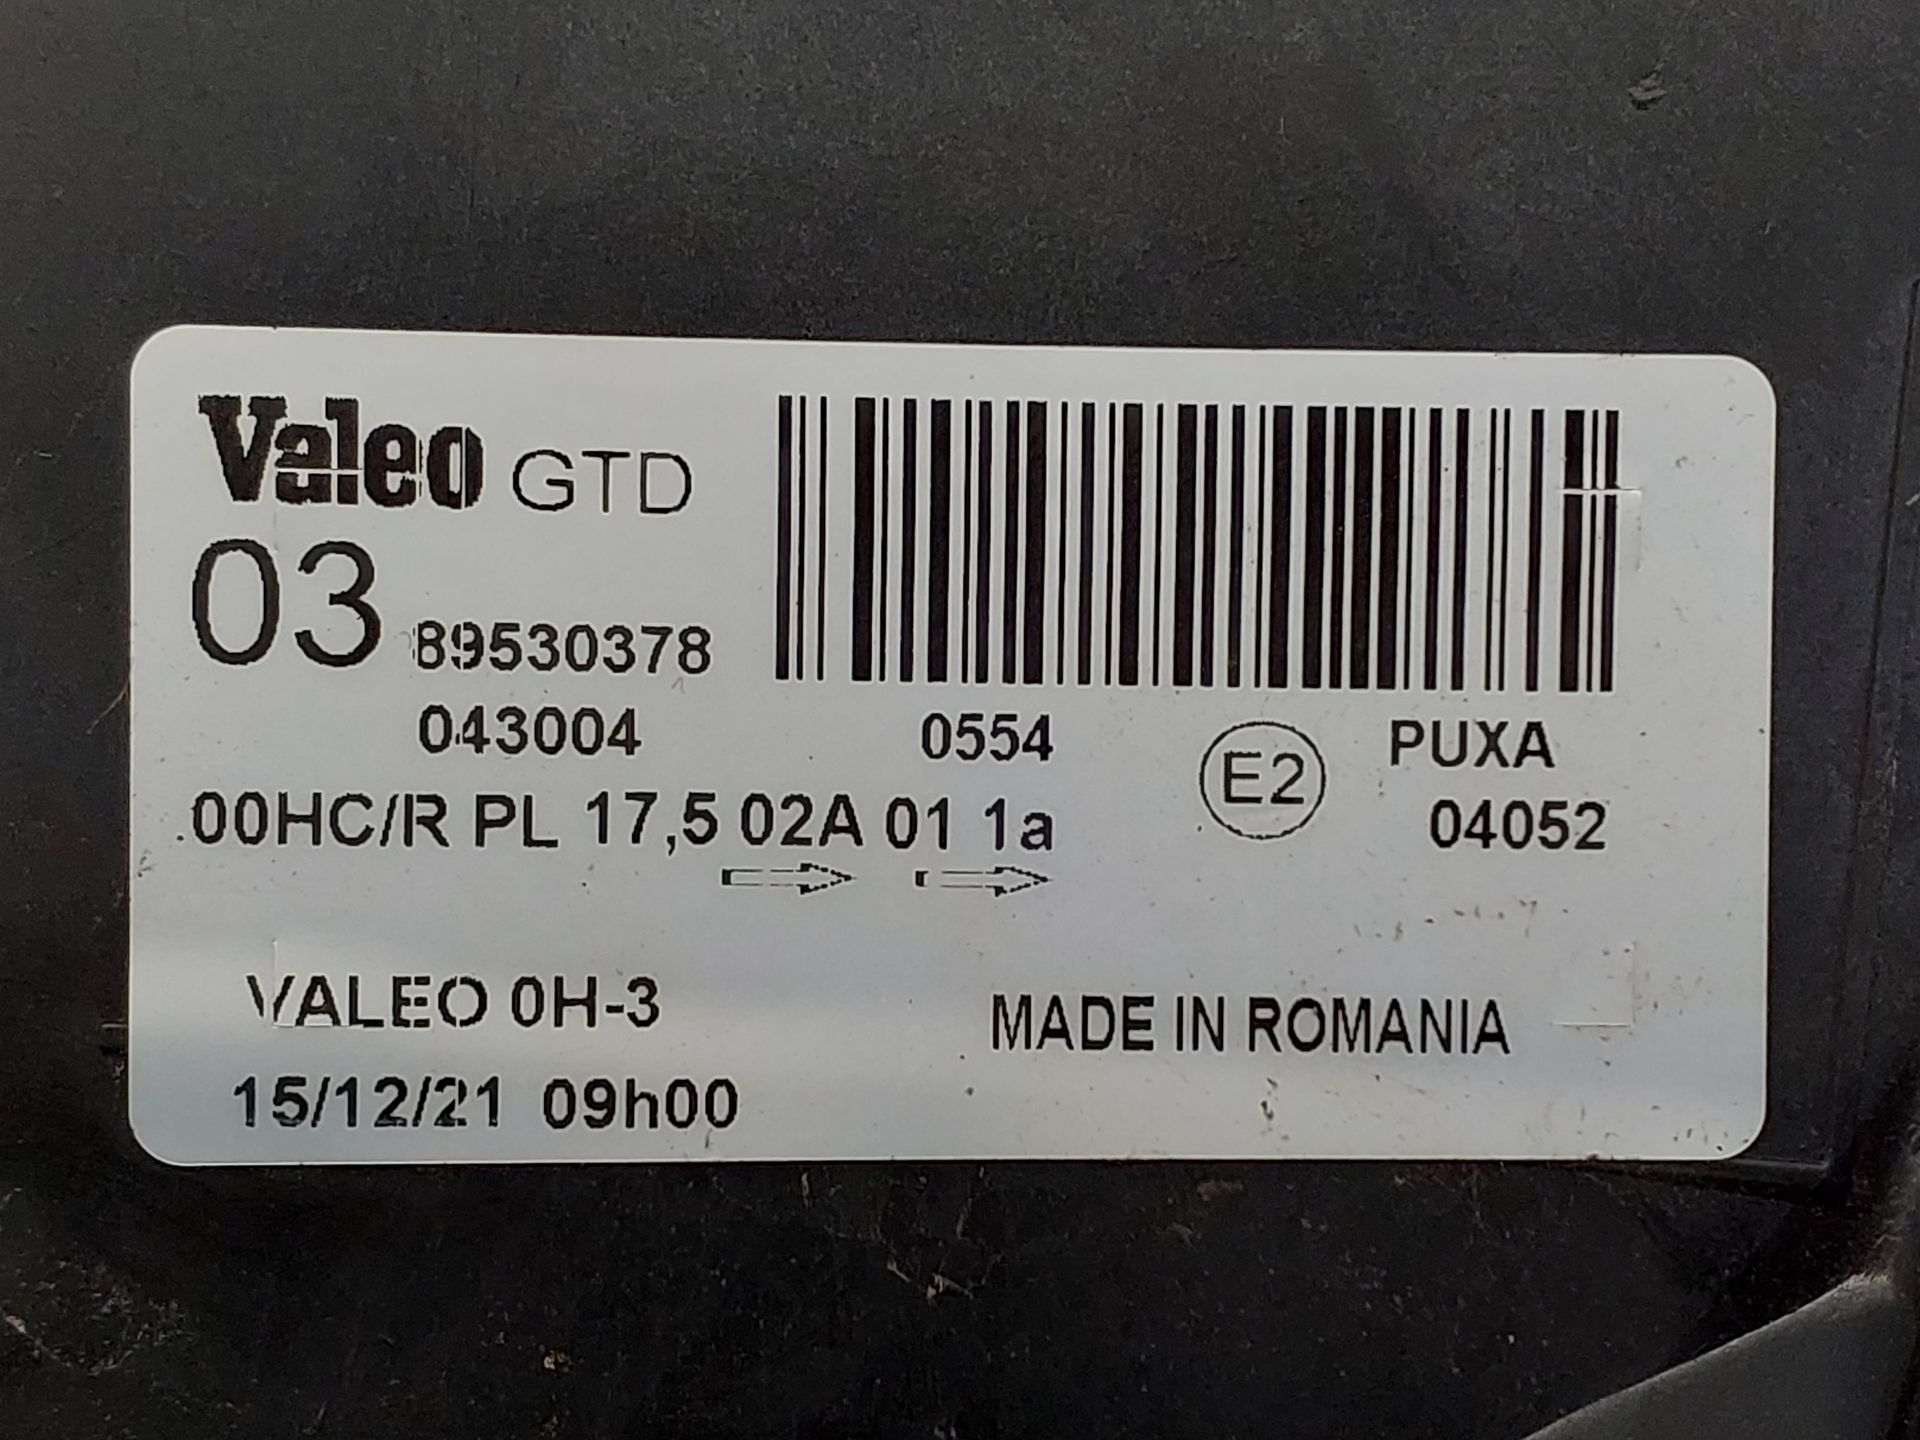 Valeo GTD
03 89530378
043004 0554 E2 PUXA
00HC/R PL 17,5 02A 01 1a 04052
VALEO 0H-3 MADE IN ROMANIA
15/12/21 09h00